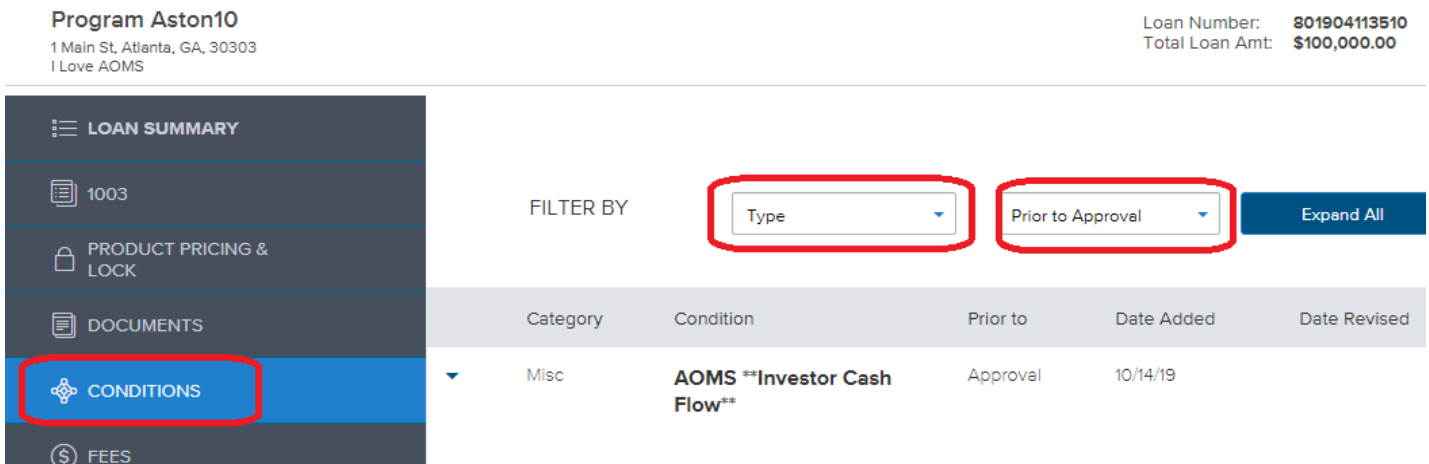 Program Aston10
1 Main St, Atlanta, GA, 30303
I Love AOMS
Loan Number: 801904113510
Total Loan Amt: $100,000.00
LOAN SUMMARY
1003
PRODUCT PRICING &
LOCK
DOCUMENTS
CONDITIONS
FEES
FILTER BY
Type
Prior to Approval
Expand All
Category Condition Prior to Date Added Date Revised
Misc AOMS **Investor Cash Approval 10/14/19
Flow**